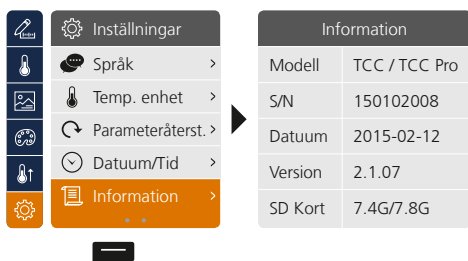 Inställningar
Språk
Temp. enhet
Parameteråterst.
Datuum/Tid
Information
Information
Modell TCC / TCC Pro
S/N 150102008
Datuum 2015-02-12
Version 2.1.07
SD Kort 7.4G/7.8G